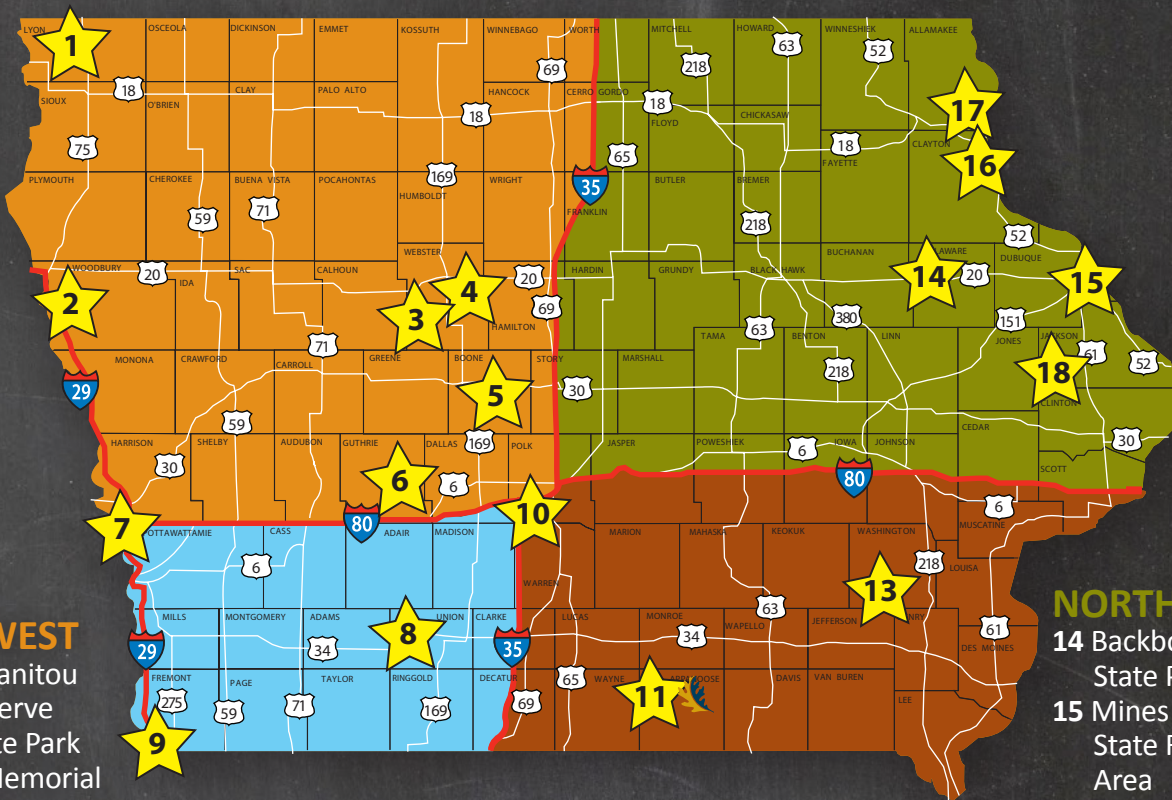 LYON
OSCEOLA
DICKINSON
EMMET
KOSSUTH
WINNEBAGO
WORTH
MITCHELL
HOWARD
WINNESHIEK
ALLAMAKEE
1
63
52
69
218
18
SIOUX
O'BRIEN
CLAY
PALO ALTO
HANCOCK
CERRO GORDO
18
FLOYD
18
CHICKASAW
17
75
65
18
FAYETTE
CLAYTON
16
PLYMOUTH
CHEROKEE
BUENA VISTA
POCAHONTAS
169
HUMBOLDT
WRIGHT
35
FRANKLIN
BUTLER
BREMER
59
71
218
52
WEBSTER
BUCHANAN
DUBUQUE
WOODBURY
20
IDA
SAC
CALHOUN
20
HARDIN
GRUNDY
BLACK HAWK
14
20
15
2
3
4
69
HAMILTON
63
380
151
JONES
TAMA
BENTON
LINN
JACKSON
71
MONONA
CRAWFORD
CARROLL
GREENE
BOONE
STORY
MARSHALL
61
52
18
29
5
30
218
CLINTON
59
CEDAR
HARRISON
SHELBY
AUDUBON
GUTHRIE
DALLAS
169
POLK
JASPER
POWESHIEK
6
IOWA
JOHNSON
30
30
6
6
80
SCOTT
7
80
10
6
OTTAWATTAMIE
CASS
ADAIR
MADISON
MARION
MAHASKA
KEOKUK
WASHINGTON
MUSCATINE
6
218
LOUISA
WARREN
13
MILLS
MONTGOMERY
ADAMS
8
UNION
CLARKE
LUCAS
MONROE
WAPELLO
63
JEFFERSON
61
29
34
35
34
DES MOINES
FREMONT
PAGE
TAYLOR
RINGGOLD
DECATUR
65
WAYNE
11
DAVIS
VAN BUREN
LEE
275
59
71
169
69
9
WEST
anitou
erve
te Park
Memorial
NORTH
14 Backbo
State P
15 Mines
State R
Area